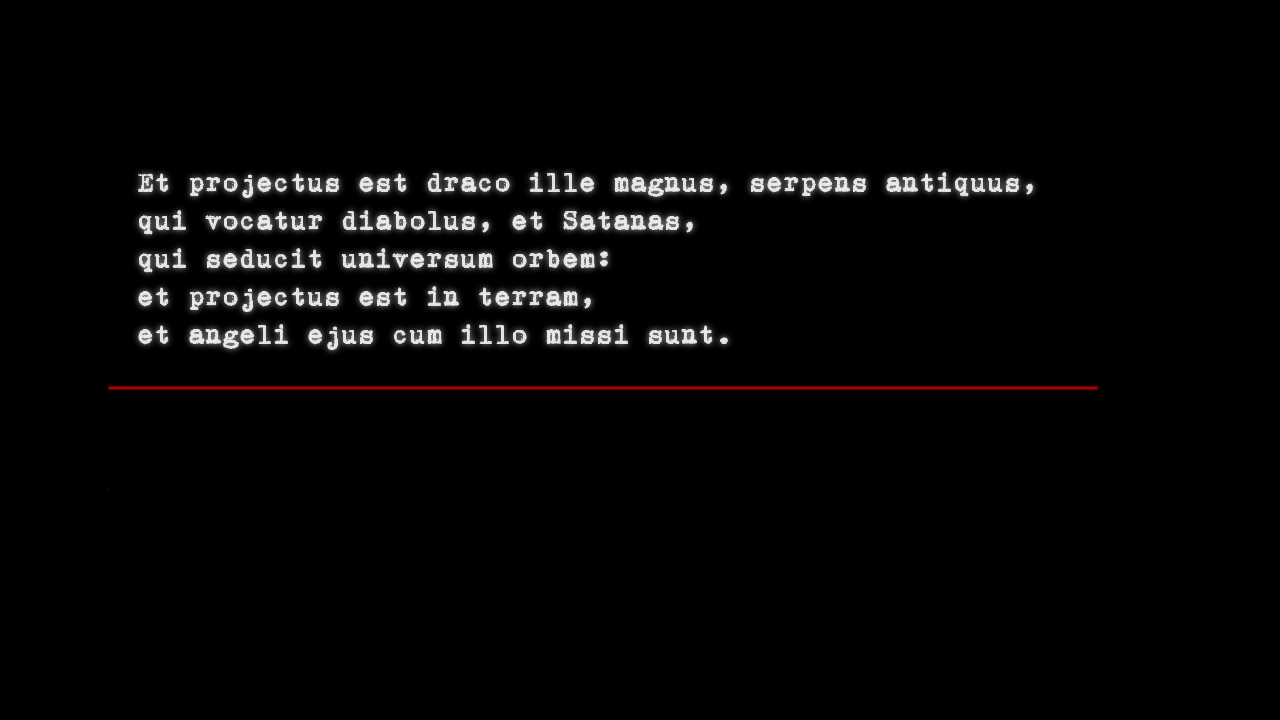 Et projectus est draco ille magnus, serpens antiquus,
qui vocatur diabolus, et Satanas,
qui seducit universum orbem:
et projectus est in terram,
et angeli ejus cum illo missi sunt.